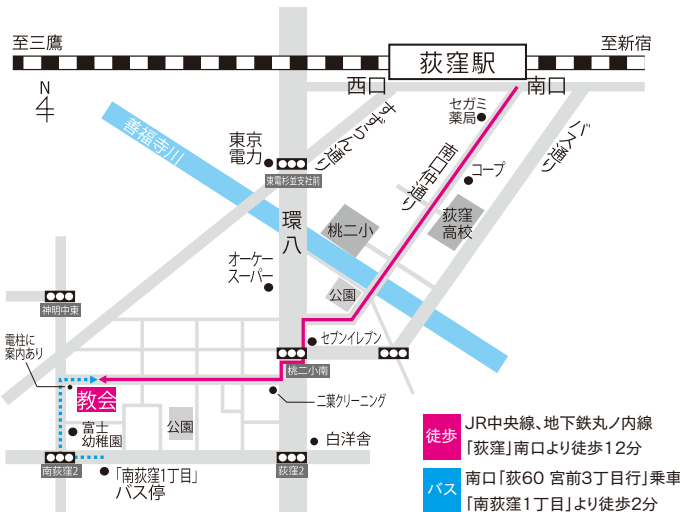 至三鷹
至新宿
荻窪駅
西口
南口
N
セガミ
薬局
すずらん通り
バス通り
善福寺川
東京
電力
南口仲通り
コープ
東電杉並支社前
環八
桃二小
荻窪
高校
オーケー
スーパー
公園
神明中東
電柱に
案内あり
セブンイレブン
桃二小南
教会
二葉クリーニング
富士
幼稚園
公園
白洋舎
南荻窪2
荻窪2
「南荻窪1丁目」
バス停
徒歩
JR中央線、地下鉄丸ノ内線
「荻窪」南口より徒歩12分
バス
南口「荻60 宮前3丁目行」乗車
「南荻窪1丁目」より徒歩2分